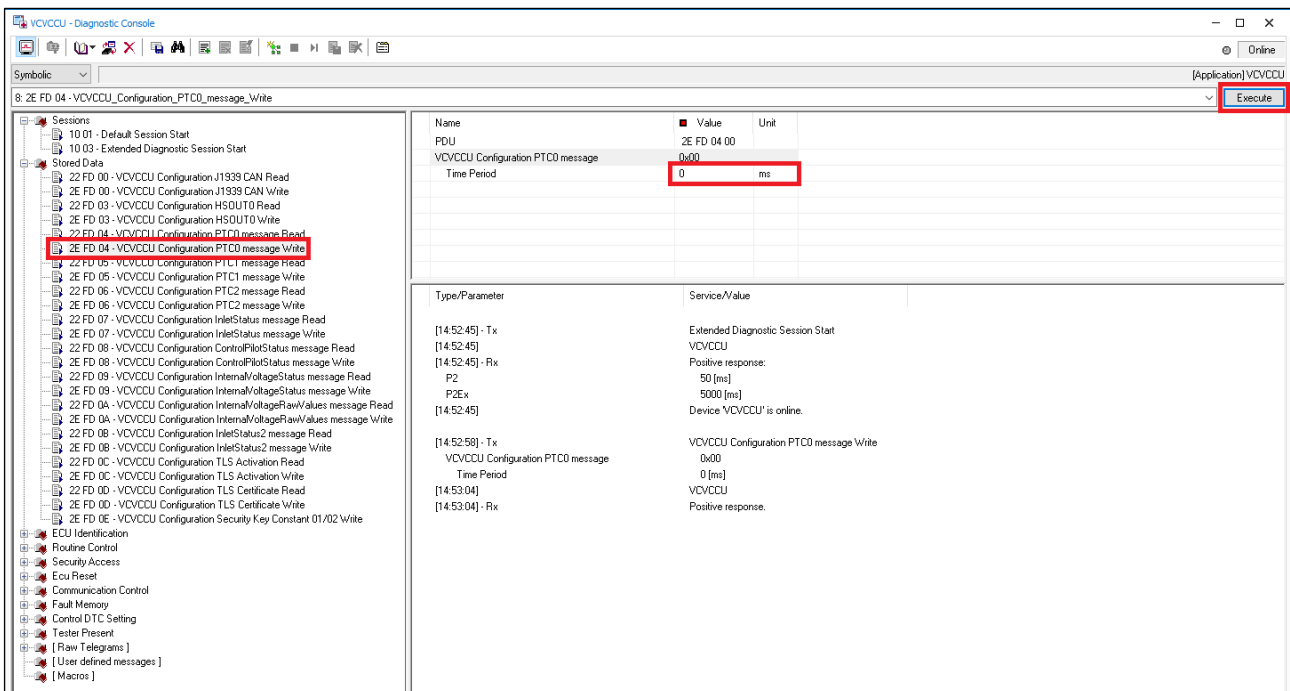 VCVCCU - Diagnostic Console
Online
Symbolic
[Application] VCVCCU
8: 2E FD 04 - VCVCCU_Configuration_PTC0_message_Write
Execute
Sessions
10 01 - Default Session Start
10 03 - Extended Diagnostic Session Start
Stored Data
22 FD 00 - VCVCCU Configuration J1939 CAN Read
2E FD 00 - VCVCCU Configuration J1939 CAN Write
22 FD 03 - VCVCCU Configuration HSOUT0 Read
2E FD 03 - VCVCCU Configuration HSOUT0 Write
22 FD 04 - VCVCCU Configuration PTC0 message Read
2E FD 04 - VCVCCU Configuration PTC0 message Write
22 FD 05 - VCVCCU Configuration PTC1 message Read
2E FD 05 - VCVCCU Configuration PTC1 message Write
22 FD 06 - VCVCCU Configuration PTC2 message Read
2E FD 06 - VCVCCU Configuration PTC2 message Write
22 FD 07 - VCVCCU Configuration InletStatus message Read
2E FD 07 - VCVCCU Configuration InletStatus message Write
22 FD 08 - VCVCCU Configuration ControlPilotStatus message Read
2E FD 08 - VCVCCU Configuration ControlPilotStatus message Write
22 FD 09 - VCVCCU Configuration InternalVoltageStatus message Read
2E FD 09 - VCVCCU Configuration InternalVoltageStatus message Write
22 FD 0A - VCVCCU Configuration InternalVoltageRawValues message Read
2E FD 0A - VCVCCU Configuration InternalVoltageRawValues message Write
22 FD 0B - VCVCCU Configuration InletStatus2 message Read
2E FD 0B - VCVCCU Configuration InletStatus2 message Write
22 FD 0C - VCVCCU Configuration TLS Activation Read
2E FD 0C - VCVCCU Configuration TLS Activation Write
22 FD 0D - VCVCCU Configuration TLS Certificate Read
2E FD 0D - VCVCCU Configuration TLS Certificate Write
2E FD 0E - VCVCCU Configuration Security Key Constant 01/02 Write
ECU Identification
Routine Control
Security Access
Ecu Reset
Communication Control
Fault Memory
Control DTC Setting
Tester Present
[ Raw Telegrams ]
[ User defined messages ]
[ Macros ]
Name Value Unit
PDU 2E FD 04 00
VCVCCU Configuration PTC0 message 0x00
Time Period 0 ms
Type/Parameter Service/Value
[14:52:45] - Tx Extended Diagnostic Session Start
[14:52:45] VCVCCU
[14:52:45] - Rx Positive response:
P2 50 [ms]
P2Ex 5000 [ms]
[14:52:45] Device 'VCVCCU' is online.
[14:52:58] - Tx VCVCCU Configuration PTC0 message Write
VCVCCU Configuration PTC0 message 0x00
Time Period 0 [ms]
[14:53:04] VCVCCU
[14:53:04] - Rx Positive response.